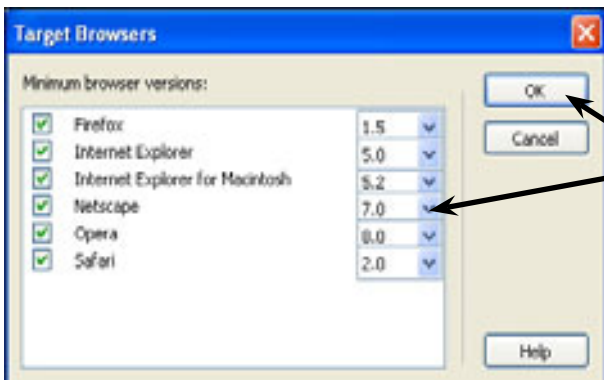 Target Browsers
Minimum browser versions:
OK
Firefox 1.5
Cancel
Internet Explorer 5.0
Internet Explorer for Macintosh 5.2
Netscape 7.0
Opera 8.0
Safari 2.0
Help